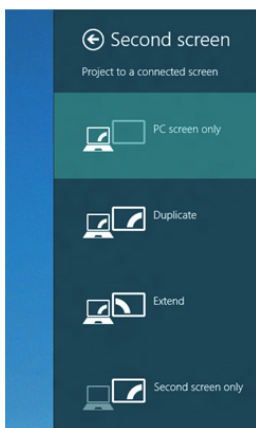 Second screen
Project to a connected screen
PC screen only
Duplicate
Extend
Second screen only